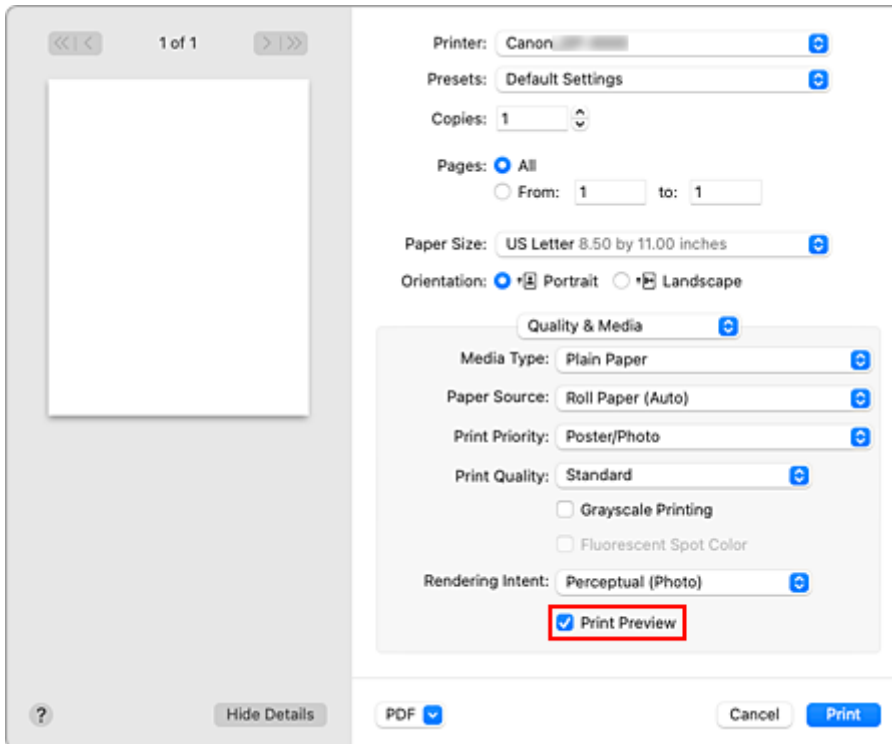 1 of 1
Printer: Canon
Presets: Default Settings
Copies: 1
Pages: All
From: 1 to: 1
Paper Size: US Letter 8.50 by 11.00 inches
Orientation: Portrait Landscape
Quality & Media
Media Type: Plain Paper
Paper Source: Roll Paper (Auto)
Print Priority: Poster/Photo
Print Quality: Standard
Grayscale Printing
Fluorescent Spot Color
Rendering Intent: Perceptual (Photo)
Print Preview
? Hide Details PDF Cancel Print